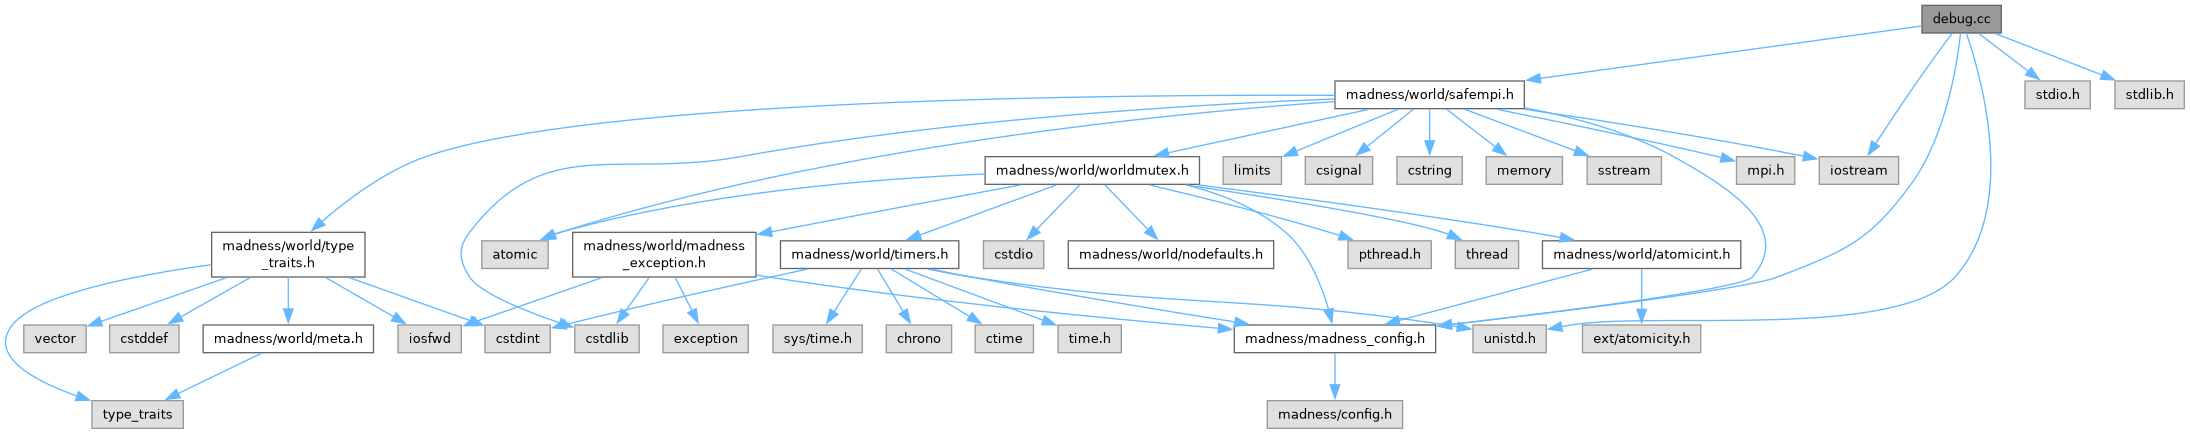 debug.cc
madness/world/safempi.h
stdio.h
stdlib.h
madness/world/worldmutex.h
limits
csignal
cstring
memory
sstream
mpi.h
iostream
madness/world/type
_traits.h
atomic
madness/world/madness
_exception.h
madness/world/timers.h
cstdio
madness/world/nodefaults.h
pthread.h
thread
madness/world/atomicint.h
vector
cstddef
madness/world/meta.h
iosfwd
cstdint
cstdlib
exception
sys/time.h
chrono
ctime
time.h
madness/madness_config.h
unistd.h
ext/atomicity.h
type_traits
madness/config.h